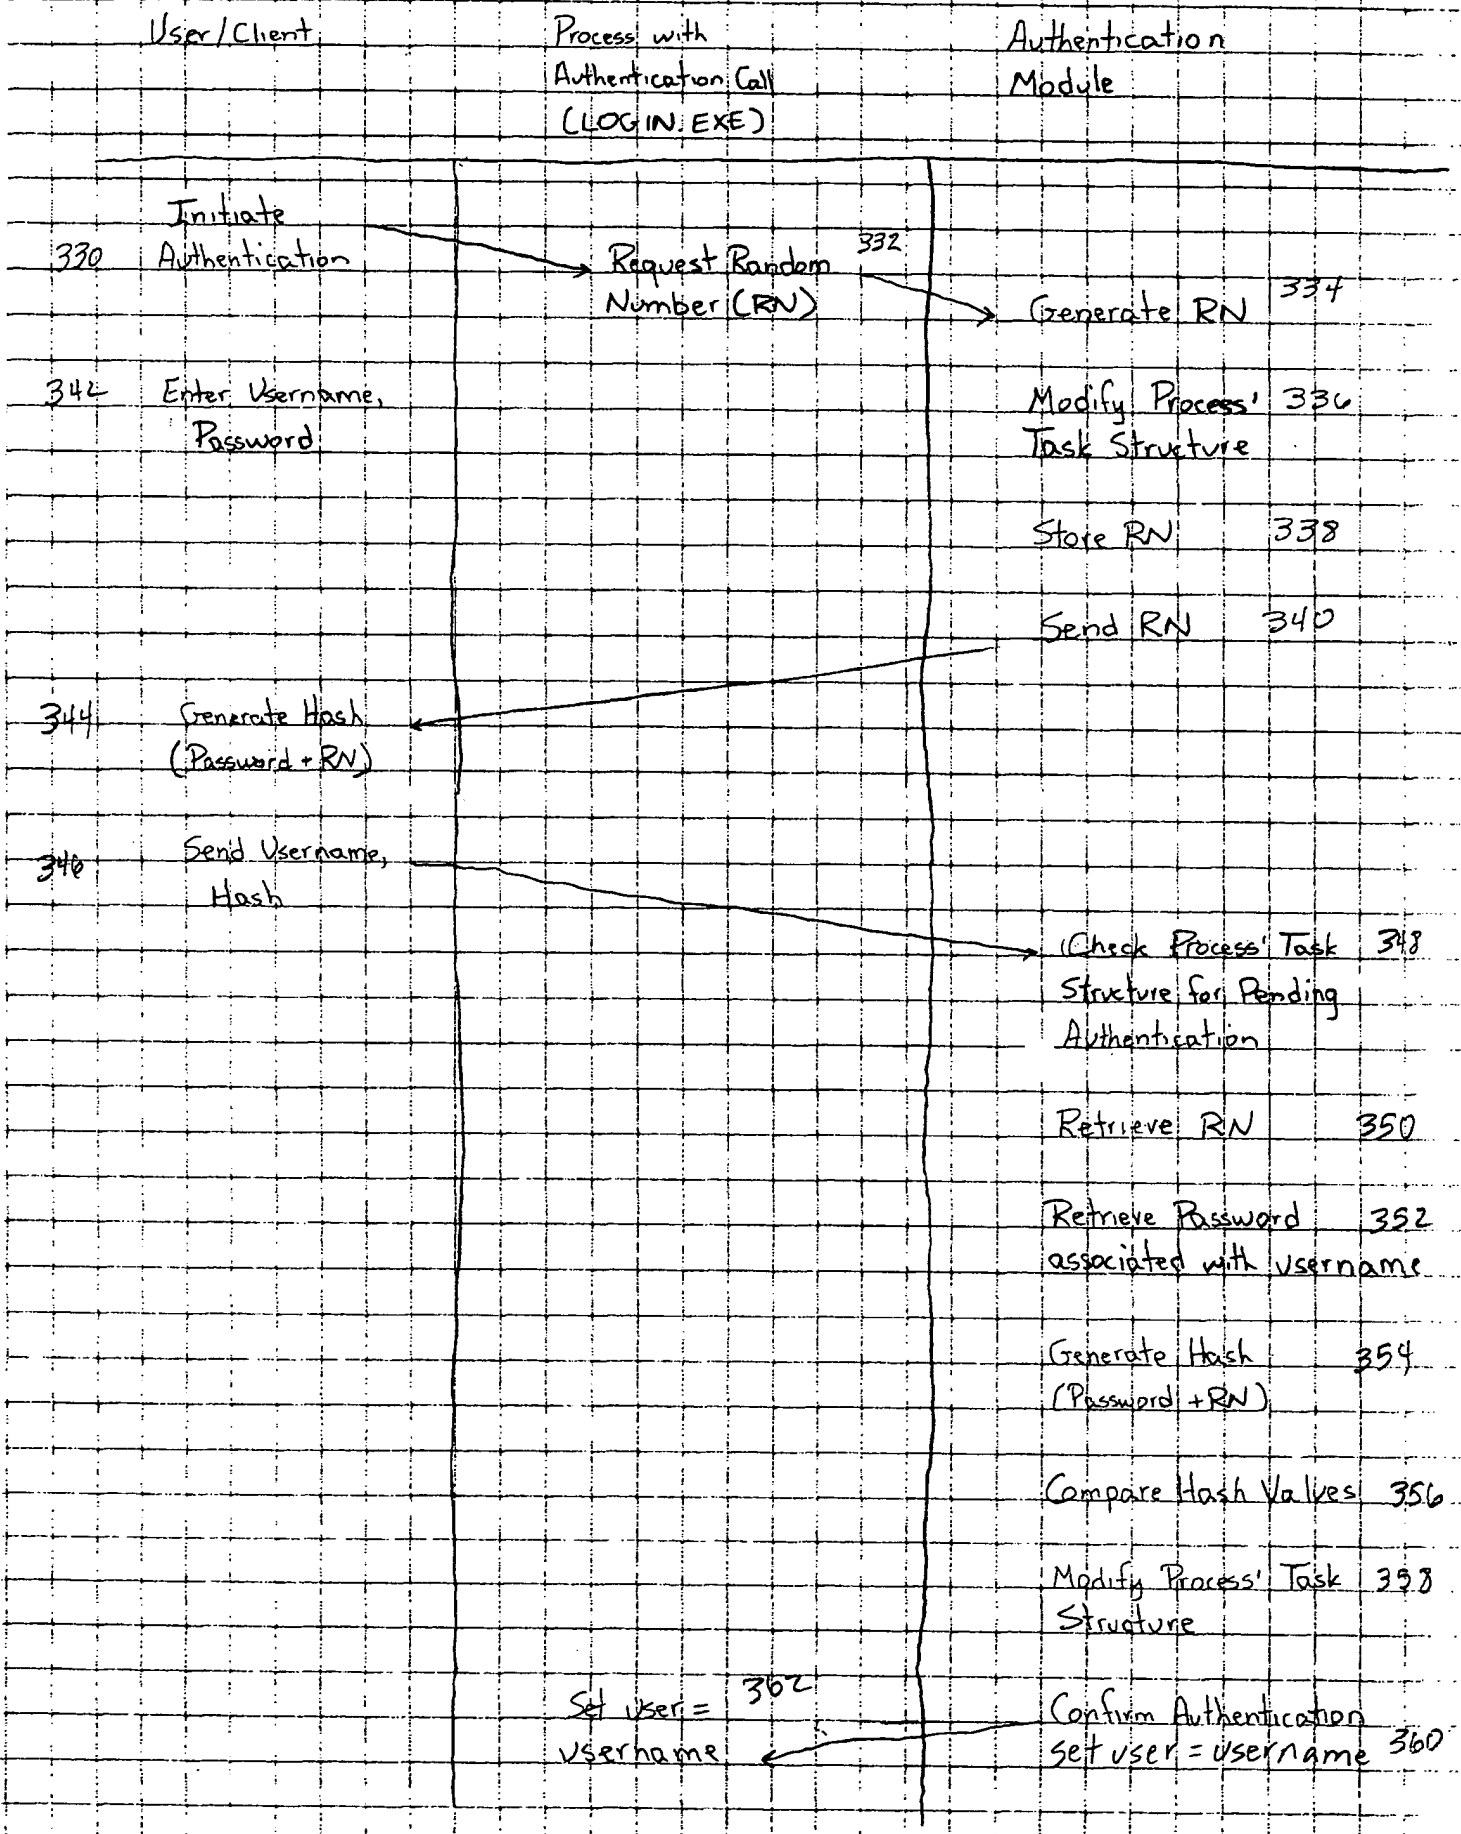 User/Client
Process with
Authentication Call
(LOGIN.EXE)
Authentication
Module
Initiate
330 Authentication
Request Random 332
Number (RN)
Generate RN 334
342 Enter Username,
Password
Modify Process' 336
Task Structure
Store RN 338
Send RN 340
344 Generate Hash
(Password + RN)
346 Send Username,
Hash
Check Process' Task 348
Structure for Pending
Authentication
Retrieve RN 350
Retrieve Password 352
associated with username
Generate Hash 354
(Password + RN)
Compare Hash Values 356
Modify Process' Task 358
Structure
Set user = 362
username
Confirm Authentication
set user = username 360